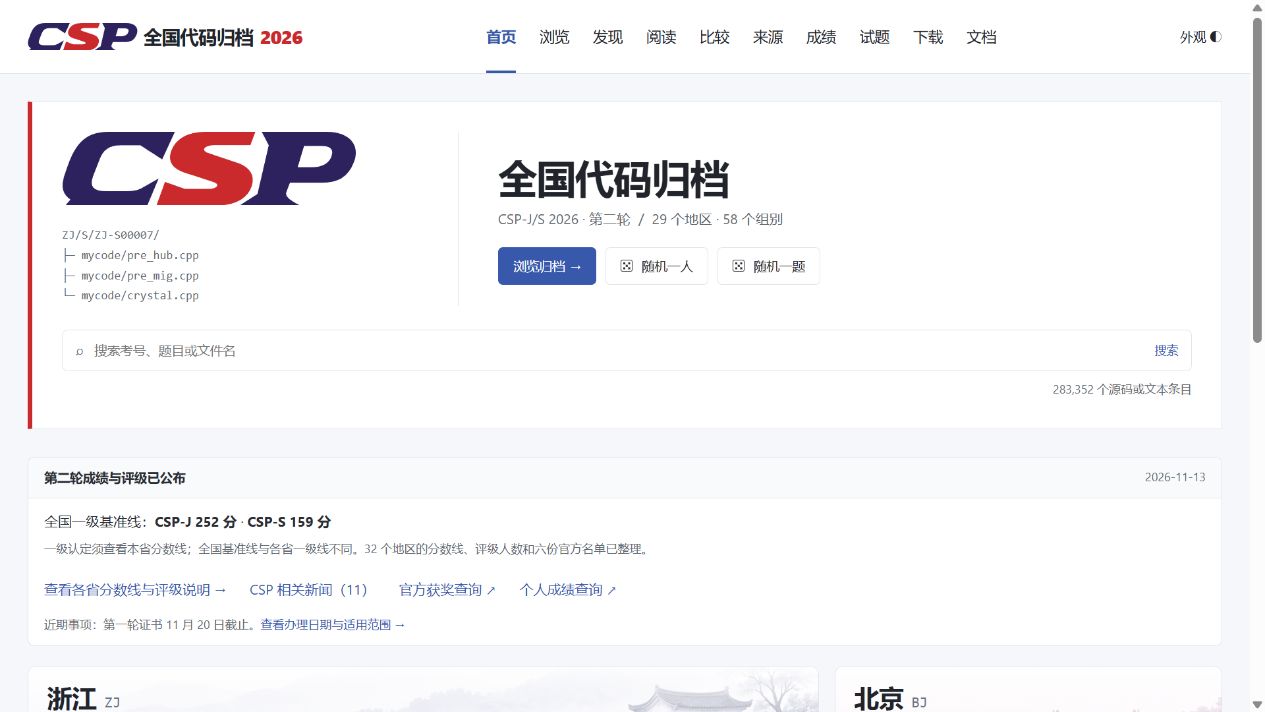 CSP 全国代码归档 2026
首页 浏览 发现 阅读 比较 来源 成绩 试题 下载 文档
外观
CSP
ZJ/S/ZJ-S00007/
├─ mycode/pre_hub.cpp
├─ mycode/pre_mig.cpp
└─ mycode/crystal.cpp
全国代码归档
CSP-J/S 2026 · 第二轮 / 29 个地区 · 58 个组别
浏览归档 →
随机一人
随机一题
搜索考号、题目或文件名
搜索
283,352 个源码或文本条目
第二轮成绩与评级已公布
2026-11-13
全国一级基准线：CSP-J 252 分 · CSP-S 159 分
一级认定须查看本省分数线；全国基准线与各省一级线不同。32 个地区的分数线、评级人数和六份官方名单已整理。
查看各省分数线与评级说明 → CSP 相关新闻（11） 官方获奖查询 ↗ 个人成绩查询 ↗
近期事项：第一轮证书 11 月 20 日截止。查看办理日期与适用范围 →
浙江 ZJ
北京 BJ